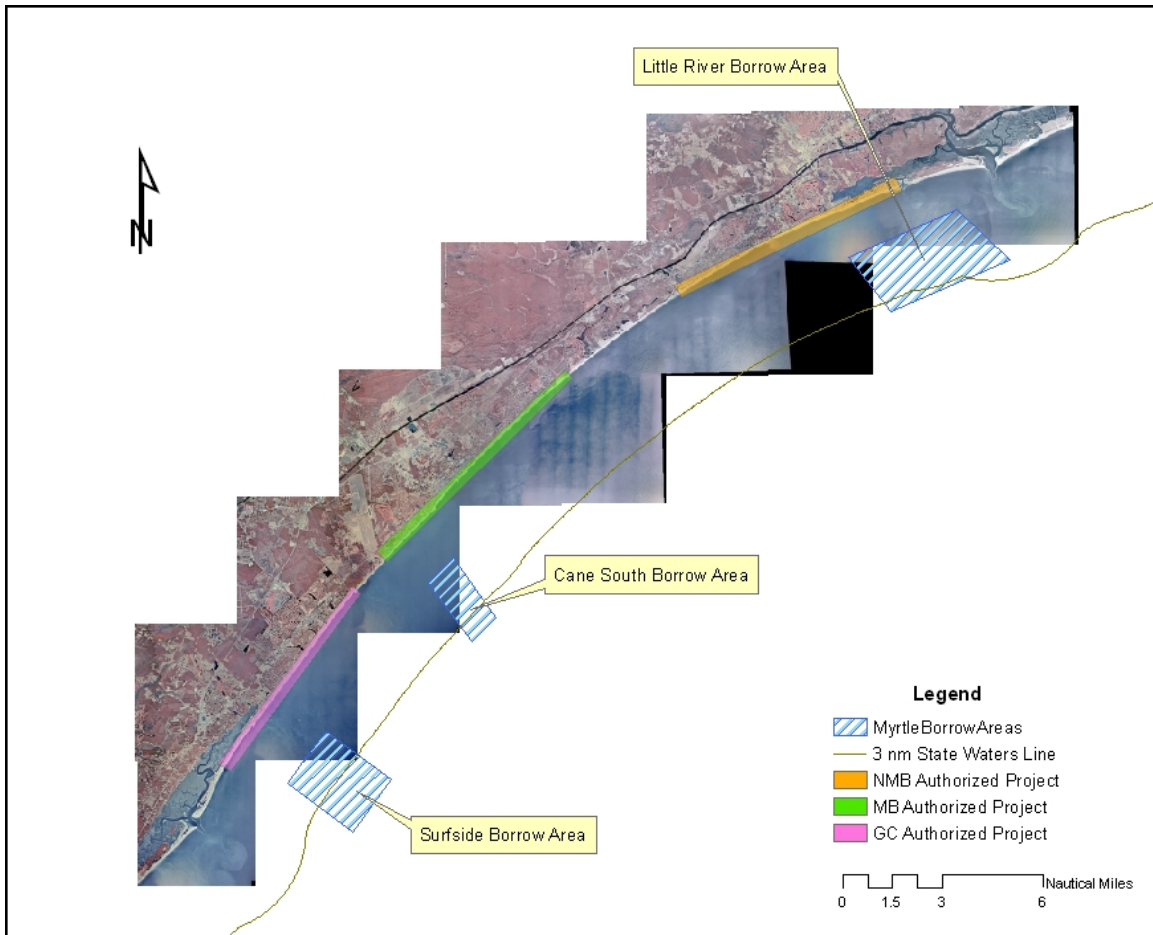 Little River Borrow Area
N
Cane South Borrow Area
Surfside Borrow Area
Legend
MyrtleBorrowAreas
3 nm State Waters Line
NMB Authorized Project
MB Authorized Project
GC Authorized Project
Nautical Miles
0 1.5 3 6